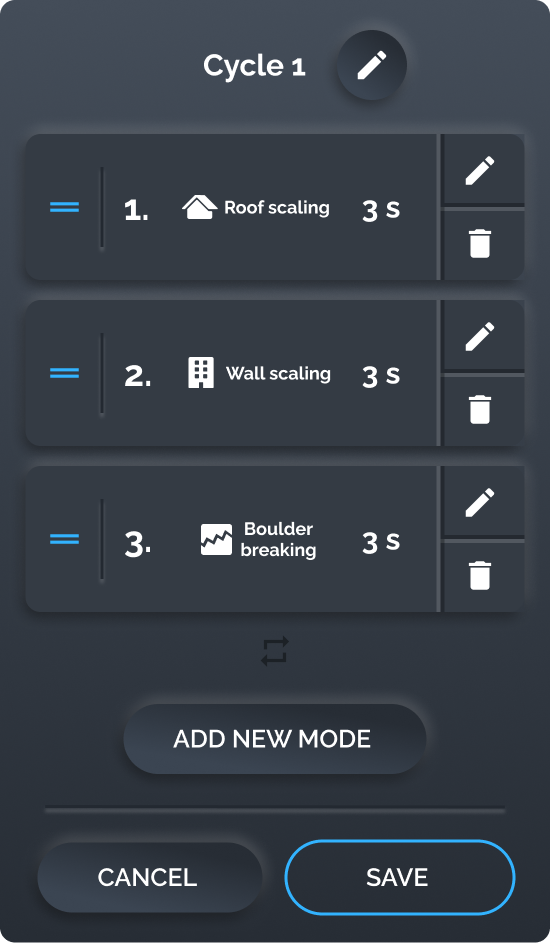 Cycle 1
1. Roof scaling 3 s
2. Wall scaling 3 s
3. Boulder
breaking 3 s
ADD NEW MODE
CANCEL SAVE